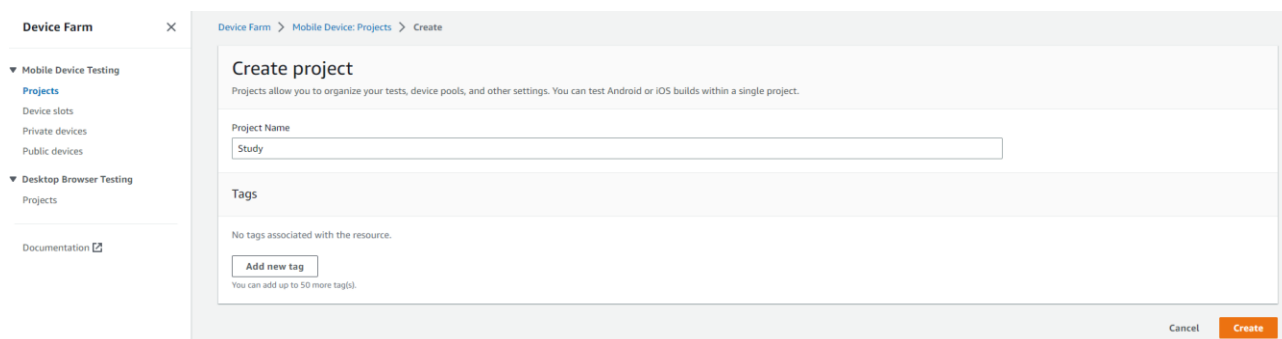 Device Farm
Mobile Device Testing
Projects
Device slots
Private devices
Public devices
Desktop Browser Testing
Projects
Documentation
Device Farm > Mobile Device: Projects > Create
Create project
Projects allow you to organize your tests, device pools, and other settings. You can test Android or iOS builds within a single project.
Project Name
Study
Tags
No tags associated with the resource.
Add new tag
You can add up to 50 more tag(s).
Cancel Create